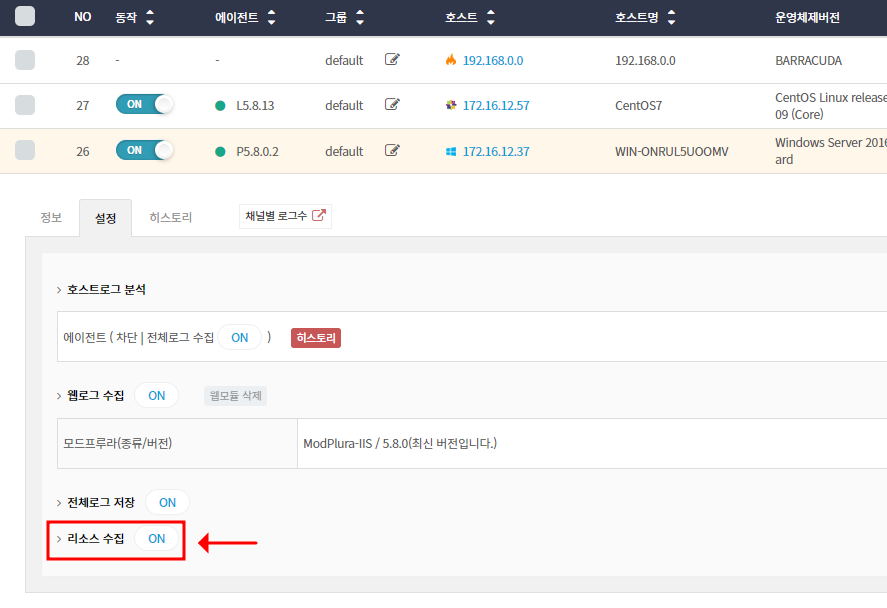 NO 동작 에이전트 그룹 호스트 호스트명 운영체제버전
28 - - default 192.168.0.0 192.168.0.0 BARRACUDA
27 ON L5.8.13 default 172.16.12.57 CentOS7 CentOS Linux release
09 (Core)
26 ON P5.8.0.2 default 172.16.12.37 WIN-ONRUL5UOOMV Windows Server 2016
ard
정보 설정 히스토리 채널별 로그수
> 호스트로그 분석
에이전트 ( 차단 | 전체로그 수집 ON ) 히스토리
> 웹로그 수집 ON 웹모듈 삭제
모드프루라(종류/버전) ModPlura-IIS / 5.8.0(최신 버전입니다.)
> 전체로그 저장 ON
> 리소스 수집 ON